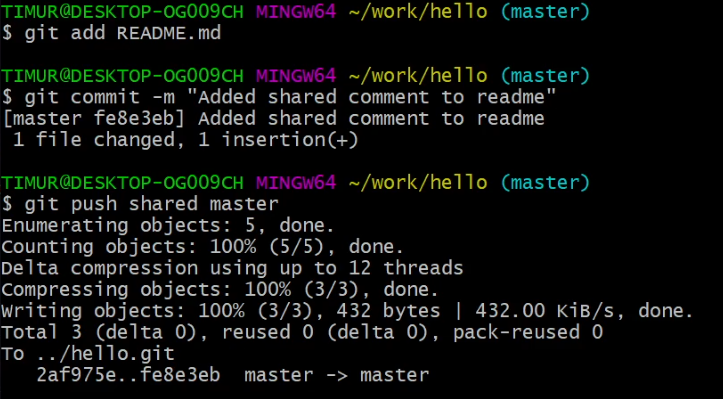 TIMUR@DESKTOP-OG009CH MINGW64 ~/work/hello (master)
$ git add README.md
TIMUR@DESKTOP-OG009CH MINGW64 ~/work/hello (master)
$ git commit -m "Added shared comment to readme"
[master fe8e3eb] Added shared comment to readme
 1 file changed, 1 insertion(+)
TIMUR@DESKTOP-OG009CH MINGW64 ~/work/hello (master)
$ git push shared master
Enumerating objects: 5, done.
Counting objects: 100% (5/5), done.
Delta compression using up to 12 threads
Compressing objects: 100% (3/3), done.
Writing objects: 100% (3/3), 432 bytes | 432.00 KiB/s, done.
Total 3 (delta 0), reused 0 (delta 0), pack-reused 0
To ../hello.git
   2af975e..fe8e3eb  master -> master